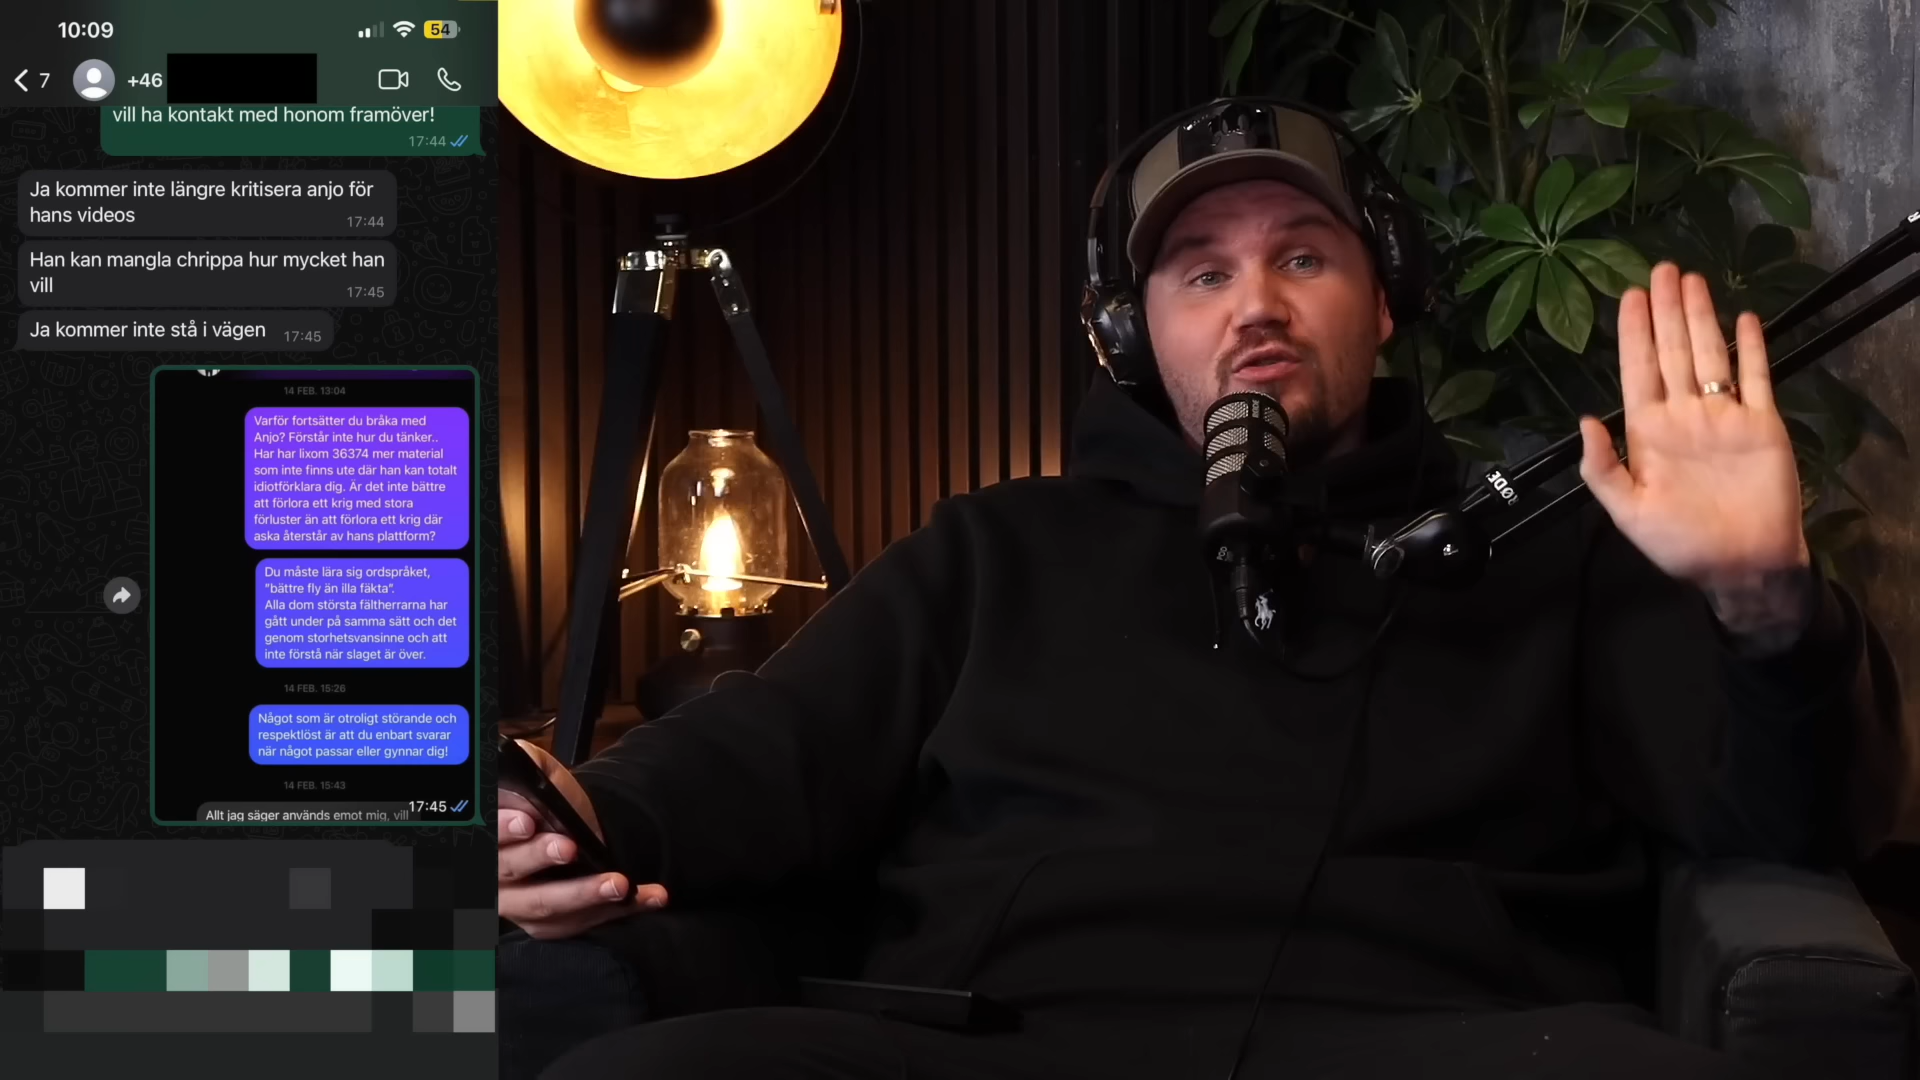 10:09
54
7
+46
vill ha kontakt med honom framöver!
17:44
Ja kommer inte längre kritisera anjo för
hans videos
17:44
Han kan mangla chrippa hur mycket han
vill
17:45
Ja kommer inte stå i vägen
17:45
14 FEB. 13:04
Varför fortsätter du bråka med
Anjo? Förstår inte hur du tänker..
Har har lixom 36374 mer material
som inte finns ute där han kan totalt
idiotförklara dig. Är det inte bättre
att förlora ett krig med stora
förluster än att förlora ett krig där
aska återstår av hans plattform?
Du måste lära sig ordspråket,
"bättre fly än illa fäkta".
Alla dom största fältherrarna har
gått under på samma sätt och det
genom storhetsvansinne och att
inte förstå när slaget är över.
14 FEB. 15:26
Något som är otroligt störande och
respektlöst är att du enbart svarar
när något passar eller gynnar dig!
14 FEB. 15:43
Allt jag säger används emot mig, vill
17:45
RØDE
RØDE